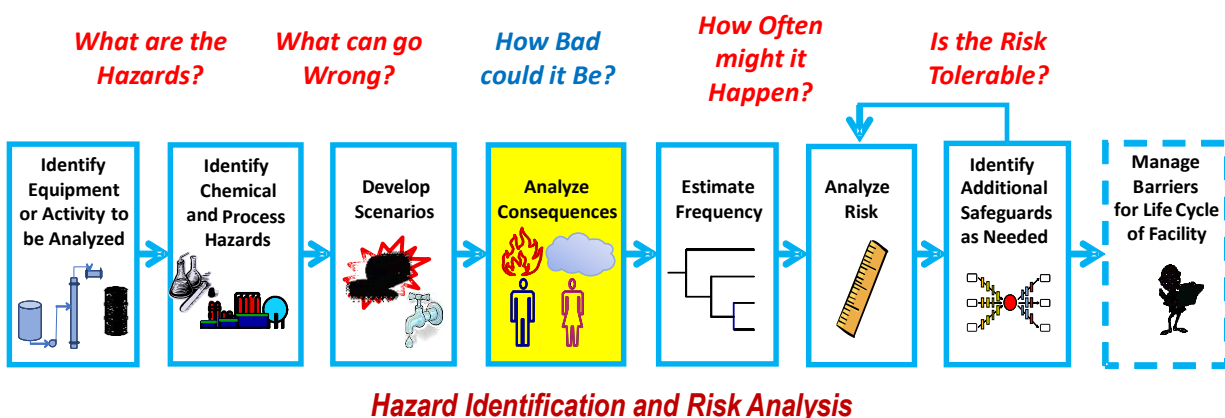 What are the
Hazards?
What can go
Wrong?
How Bad
could it Be?
How Often
might it
Happen?
Is the Risk
Tolerable?
Identify
Equipment
or Activity to
be Analyzed
Identify
Chemical
and Process
Hazards
Develop
Scenarios
Analyze
Consequences
Estimate
Frequency
Analyze
Risk
Identify
Additional
Safeguards
as Needed
Manage
Barriers
for Life Cycle
of Facility
Hazard Identification and Risk Analysis